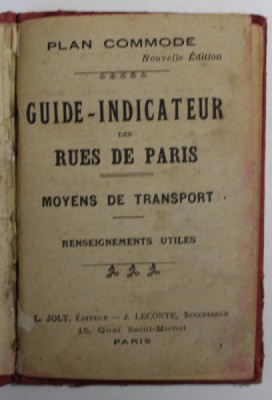 PLAN COMMODE
Nouvelle Édition
GUIDE-INDICATEUR
DES
RUES DE PARIS
MOYENS DE TRANSPORT
RENSEIGNEMENTS UTILES
L. JOLY, Éditeur — J. LECONTE, Successeur
15, Quai Saint-Michel
PARIS